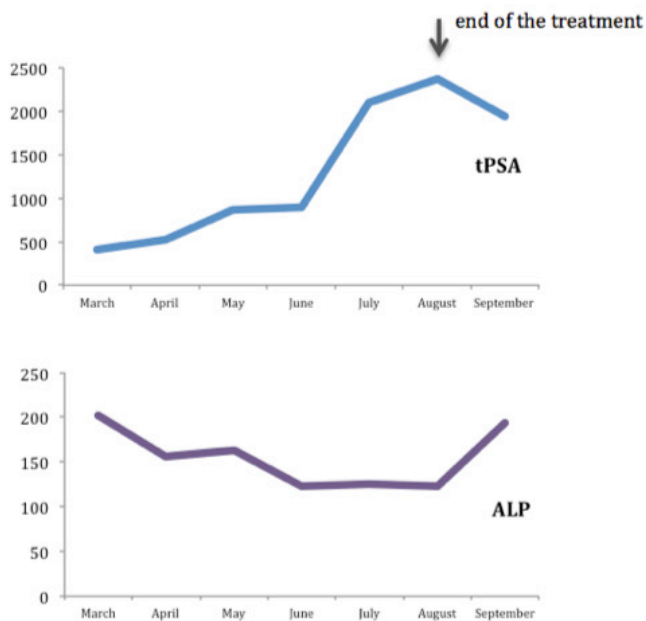 end of the treatment
2500
2000
1500
1000
500
0
tPSA
March April May June July August September
250
200
150
100
50
0
ALP
March April May June July August September